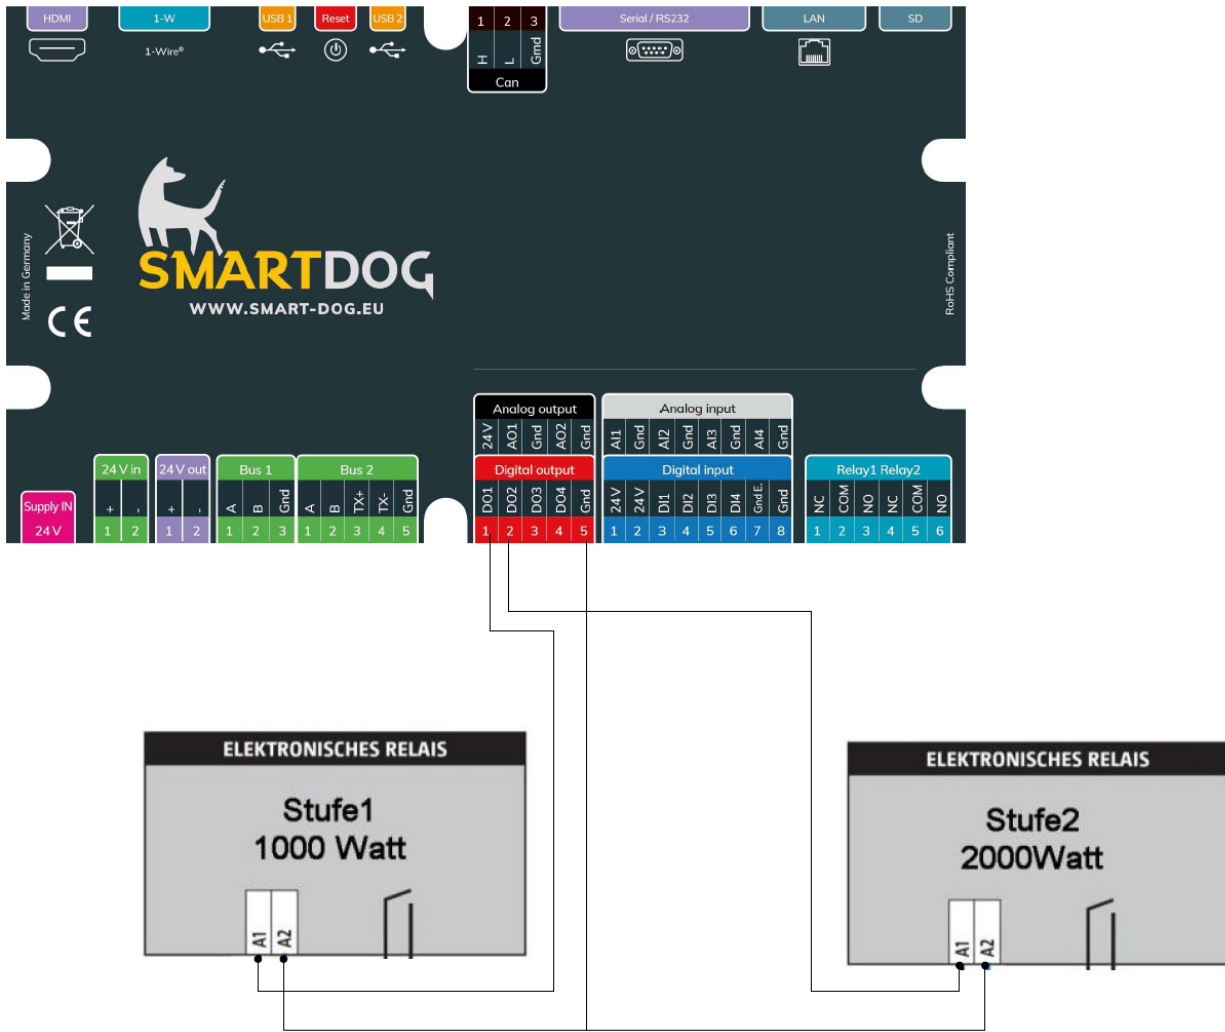 HDMI 1-W USB 1 Reset USB 2 1 2 3 Serial / RS232 LAN SD
1-Wire®
H L Gmd
Can
Made in Germany
RoHS Compliant
CE
SMARTDOG
WWW.SMART-DOG.EU
Analog output Analog input
24 V AO1 Gnd AO2 Gnd AI1 Gnd AI2 Gnd AI3 Gnd AI4 Gnd
24 V in 24 V out Bus 1 Bus 2 Digital output Digital input Relay1 Relay2
Supply IN + - + - A B Gnd A B TX+ TX- Gnd DO1 DO2 DO3 DO4 Gnd 24V 24V DI1 DI2 DI3 DI4 Gnd E. Gnd NC COM NO NC COM NO
24 V 1 2 1 2 1 2 3 1 2 3 4 5 1 2 3 4 5 1 2 3 4 5 6 7 8 1 2 3 4 5 6
ELEKTRONISCHES RELAIS
Stufe1
1000 Watt
A1 A2
ELEKTRONISCHES RELAIS
Stufe2
2000Watt
A1 A2